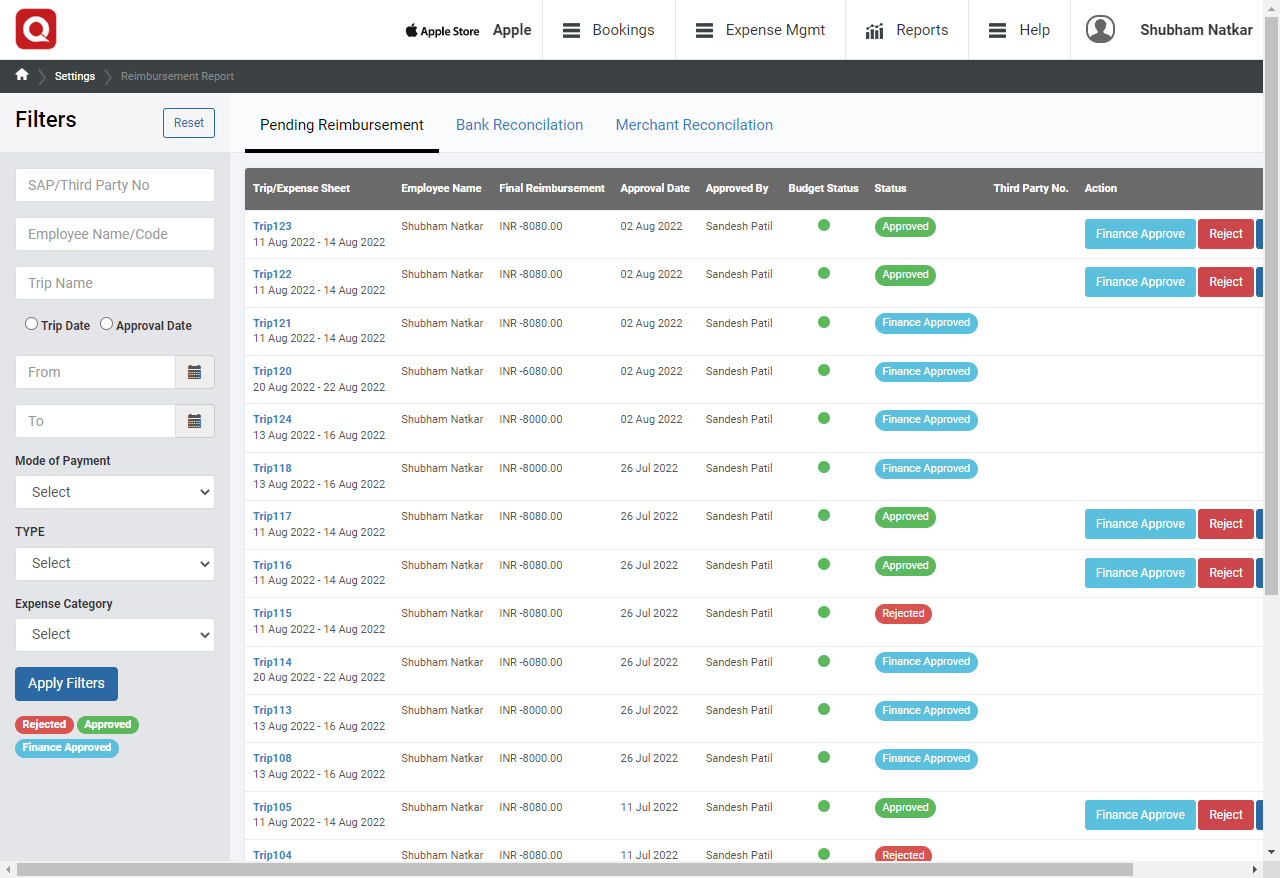 Apple Store Apple Bookings Expense Mgmt Reports Help Shubham Natkar
Settings Reimbursement Report
Filters Reset
SAP/Third Party No
Employee Name/Code
Trip Name
Trip Date Approval Date
From
To
Mode of Payment
Select
TYPE
Select
Expense Category
Select
Apply Filters
Rejected Approved
Finance Approved
Pending Reimbursement Bank Reconcilation Merchant Reconcilation
Trip/Expense Sheet Employee Name Final Reimbursement Approval Date Approved By Budget Status Status Third Party No. Action
Trip123 Shubham Natkar INR -8080.00 02 Aug 2022 Sandesh Patil Approved Finance Approve Reject
11 Aug 2022 - 14 Aug 2022
Trip122 Shubham Natkar INR -8080.00 02 Aug 2022 Sandesh Patil Approved Finance Approve Reject
11 Aug 2022 - 14 Aug 2022
Trip121 Shubham Natkar INR -8080.00 02 Aug 2022 Sandesh Patil Finance Approved
11 Aug 2022 - 14 Aug 2022
Trip120 Shubham Natkar INR -6080.00 02 Aug 2022 Sandesh Patil Finance Approved
20 Aug 2022 - 22 Aug 2022
Trip124 Shubham Natkar INR -8000.00 02 Aug 2022 Sandesh Patil Finance Approved
13 Aug 2022 - 16 Aug 2022
Trip118 Shubham Natkar INR -8000.00 26 Jul 2022 Sandesh Patil Finance Approved
13 Aug 2022 - 16 Aug 2022
Trip117 Shubham Natkar INR -8080.00 26 Jul 2022 Sandesh Patil Approved Finance Approve Reject
11 Aug 2022 - 14 Aug 2022
Trip116 Shubham Natkar INR -8080.00 26 Jul 2022 Sandesh Patil Approved Finance Approve Reject
11 Aug 2022 - 14 Aug 2022
Trip115 Shubham Natkar INR -8080.00 26 Jul 2022 Sandesh Patil Rejected
11 Aug 2022 - 14 Aug 2022
Trip114 Shubham Natkar INR -6080.00 26 Jul 2022 Sandesh Patil Finance Approved
20 Aug 2022 - 22 Aug 2022
Trip113 Shubham Natkar INR -8000.00 26 Jul 2022 Sandesh Patil Finance Approved
13 Aug 2022 - 16 Aug 2022
Trip108 Shubham Natkar INR -8000.00 26 Jul 2022 Sandesh Patil Finance Approved
13 Aug 2022 - 16 Aug 2022
Trip105 Shubham Natkar INR -8080.00 11 Jul 2022 Sandesh Patil Approved Finance Approve Reject
11 Aug 2022 - 14 Aug 2022
Trip104 Shubham Natkar INR -8080.00 11 Jul 2022 Sandesh Patil Rejected